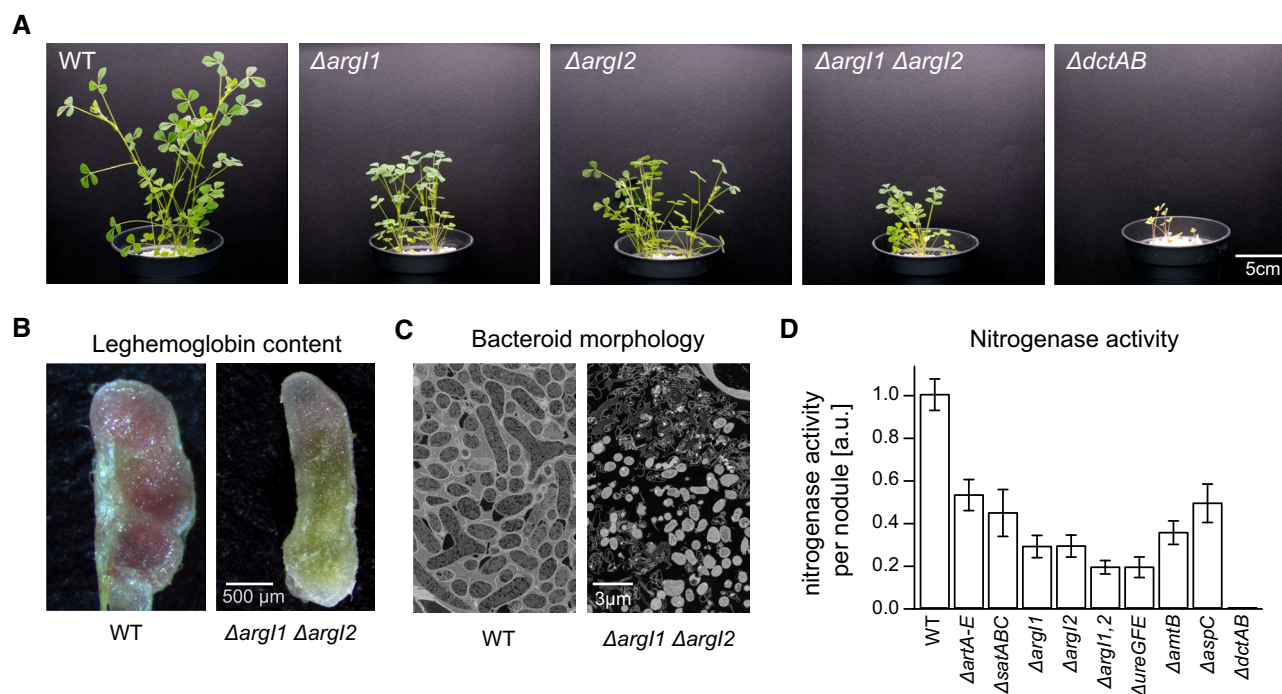 A
WT
ΔargI1
ΔargI2
ΔargI1 ΔargI2
ΔdctAB
5cm
B
Leghemoglobin content
500 μm
WT
ΔargI1 ΔargI2
C
Bacteroid morphology
3μm
WT
ΔargI1 ΔargI2
D
Nitrogenase activity
nitrogenase activity
per nodule [a.u.]
1.0
0.8
0.6
0.4
0.2
0.0
WT
ΔartA-E
ΔsatABC
ΔargI1
ΔargI2
ΔargI1,2
ΔureGFE
ΔamtB
ΔaspC
ΔdctAB